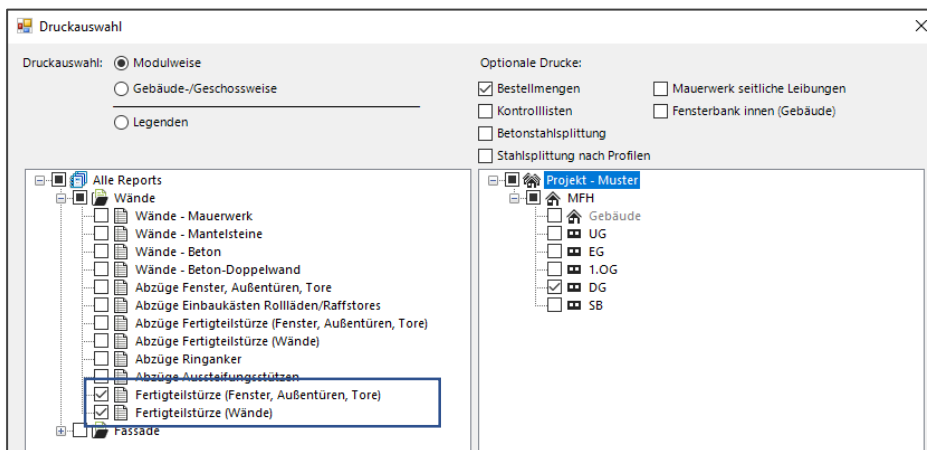 Druckauswahl
Druckauswahl: Modulweise
Gebäude-/Geschossweise
Legenden
Optionale Drucke:
Bestellmengen
Kontrolllisten
Betonstahlsplittung
Stahlsplittung nach Profilen
Mauerwerk seitliche Leibungen
Fensterbank innen (Gebäude)
Alle Reports
Wände
Wände - Mauerwerk
Wände - Mantelsteine
Wände - Beton
Wände - Beton-Doppelwand
Abzüge Fenster, Außentüren, Tore
Abzüge Einbaukästen Rollläden/Raffstores
Abzüge Fertigteilstürze (Fenster, Außentüren, Tore)
Abzüge Fertigteilstürze (Wände)
Abzüge Ringanker
Abzüge Aussteifungsstützen
Fertigteilstürze (Fenster, Außentüren, Tore)
Fertigteilstürze (Wände)
Fassade
Projekt - Muster
MFH
Gebäude
UG
EG
1.OG
DG
SB